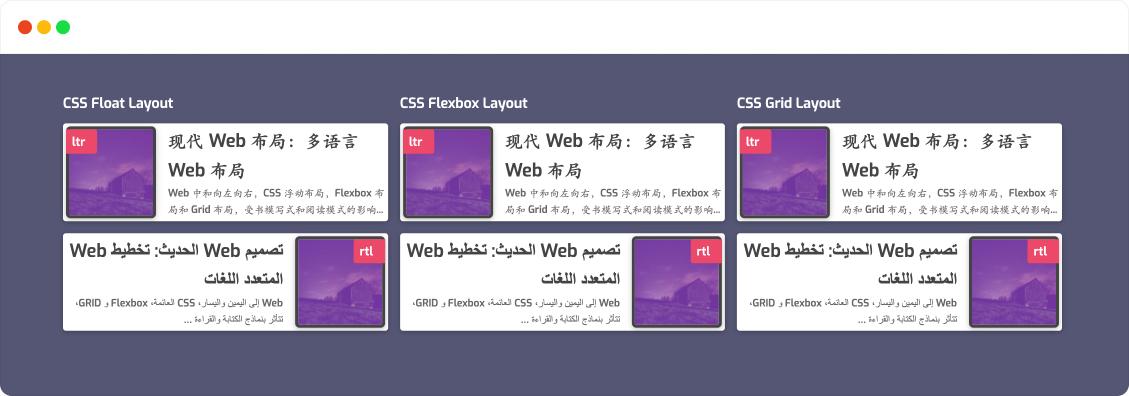 CSS Float Layout
ltr
现代 Web 布局：多语言
Web 布局
Web 中和向左向右，CSS 浮动布局，Flexbox 布
局和 Grid 布局，受书模写式和阅读模式的影响...
rtl
تصميم Web الحديث: تخطيط Web
المتعدد اللغات
Web إلى اليمين واليسار، CSS العائمة، Flexbox و GRID،
تتأثر بنماذج الكتابة والقراءة ...
CSS Flexbox Layout
ltr
现代 Web 布局：多语言
Web 布局
Web 中和向左向右，CSS 浮动布局，Flexbox 布
局和 Grid 布局，受书模写式和阅读模式的影响...
rtl
تصميم Web الحديث: تخطيط Web
المتعدد اللغات
Web إلى اليمين واليسار، CSS العائمة، Flexbox و GRID،
تتأثر بنماذج الكتابة والقراءة ...
CSS Grid Layout
ltr
现代 Web 布局：多语言
Web 布局
Web 中和向左向右，CSS 浮动布局，Flexbox 布
局和 Grid 布局，受书模写式和阅读模式的影响...
rtl
تصميم Web الحديث: تخطيط Web
المتعدد اللغات
Web إلى اليمين واليسار، CSS العائمة، Flexbox و GRID،
تتأثر بنماذج الكتابة والقراءة ...